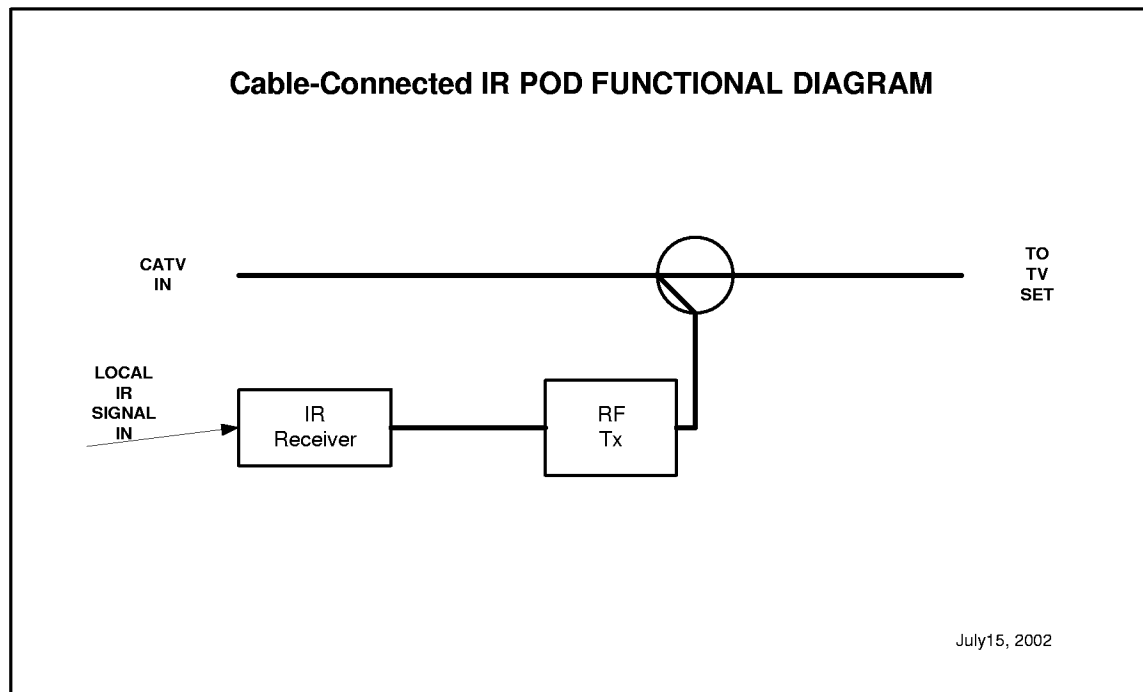 Cable-Connected IR POD FUNCTIONAL DIAGRAM
CATV
IN
TO
TV
SET
LOCAL
IR
SIGNAL
IN
IR
Receiver
RF
Tx
July15, 2002